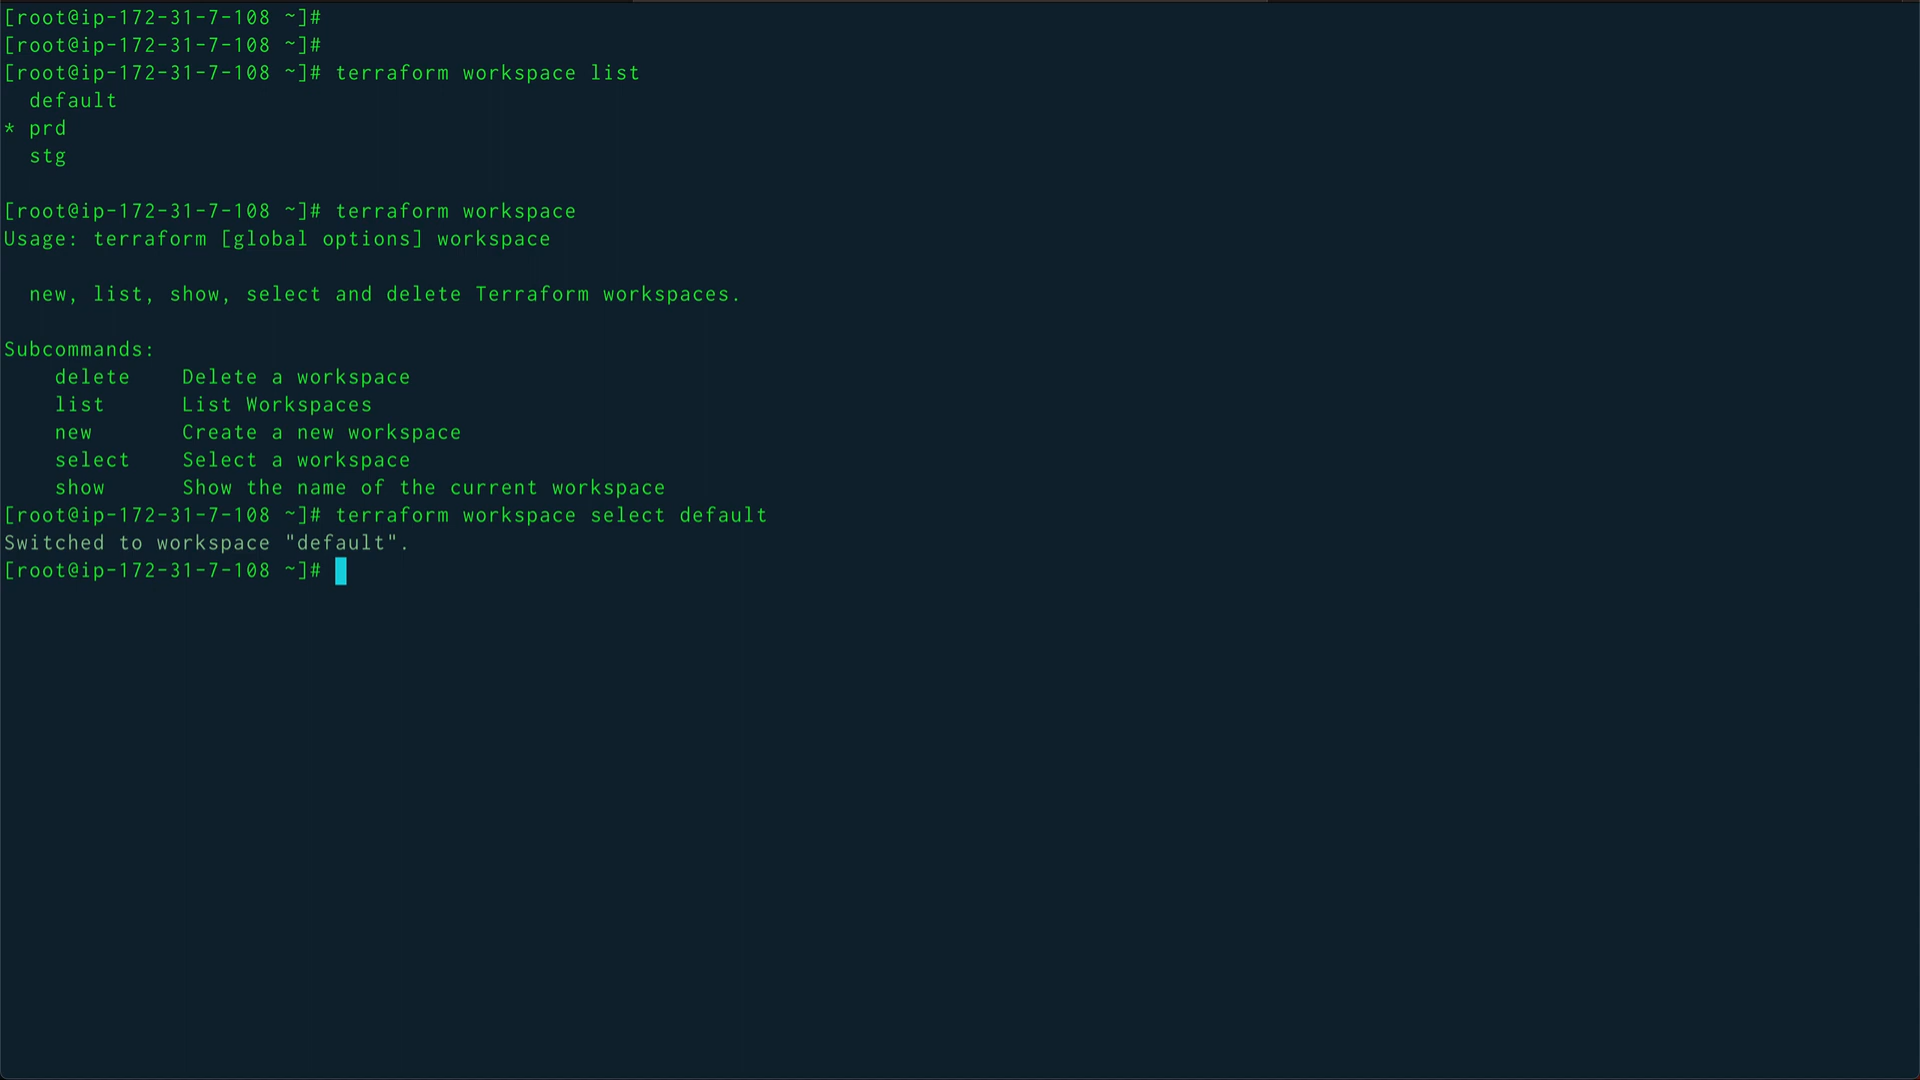 [root@ip-172-31-7-108 ~]#
[root@ip-172-31-7-108 ~]#
[root@ip-172-31-7-108 ~]# terraform workspace list
  default
* prd
  stg

[root@ip-172-31-7-108 ~]# terraform workspace
Usage: terraform [global options] workspace

  new, list, show, select and delete Terraform workspaces.

Subcommands:
    delete    Delete a workspace
    list      List Workspaces
    new       Create a new workspace
    select    Select a workspace
    show      Show the name of the current workspace
[root@ip-172-31-7-108 ~]# terraform workspace select default
Switched to workspace "default".
[root@ip-172-31-7-108 ~]#